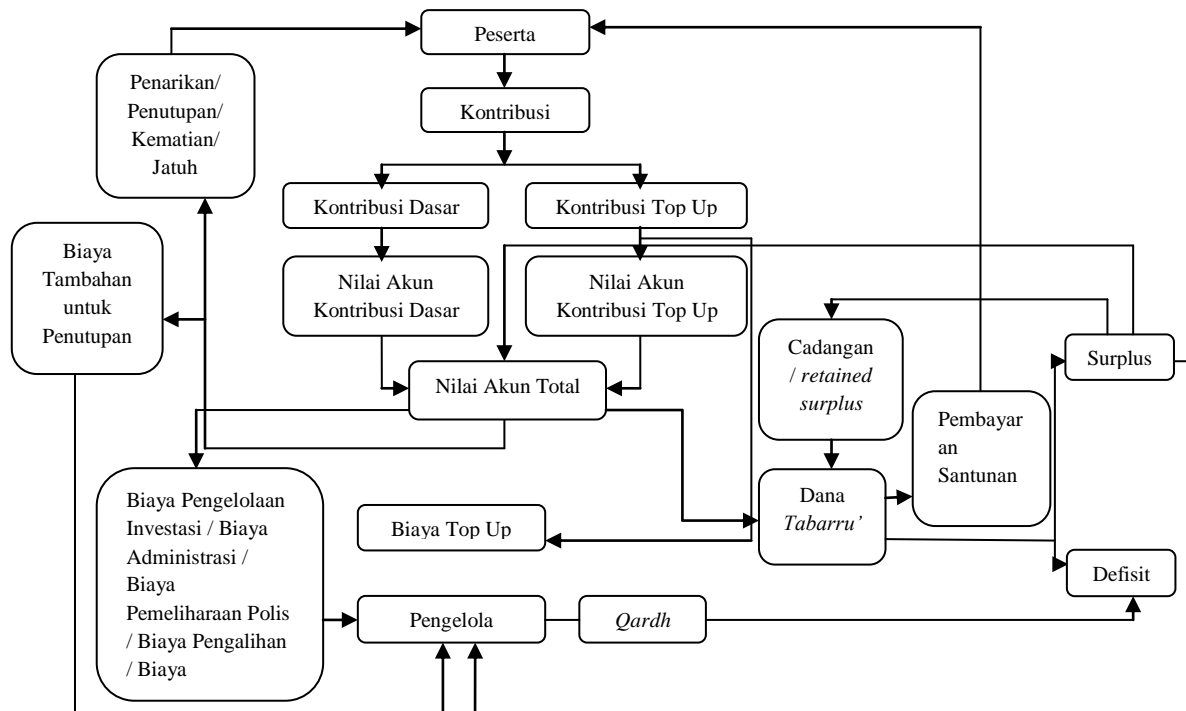 Peserta
Penarikan/
Penutupan/
Kematian/
Jatuh
Kontribusi
Kontribusi Dasar
Kontribusi Top Up
Biaya
Tambahan
untuk
Penutupan
Nilai Akun
Kontribusi Dasar
Nilai Akun
Kontribusi Top Up
Cadangan
/ retained
surplus
Surplus
Nilai Akun Total
Pembayar
an
Santunan
Biaya Pengelolaan
Investasi / Biaya
Administrasi /
Biaya
Pemeliharaan Polis
/ Biaya Pengalihan
/ Biaya
Biaya Top Up
Dana
Tabarru’
Defisit
Pengelola
Qardh